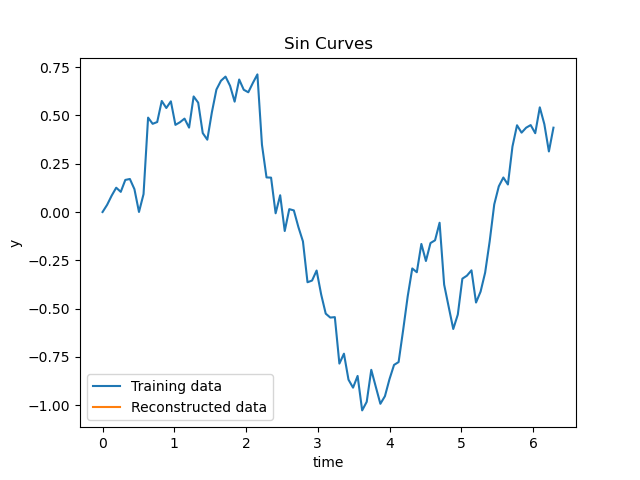 Sin Curves
0.75
0.50
0.25
0.00
−0.25
−0.50
−0.75
−1.00
y
Training data
Reconstructed data
0 1 2 3 4 5 6
time